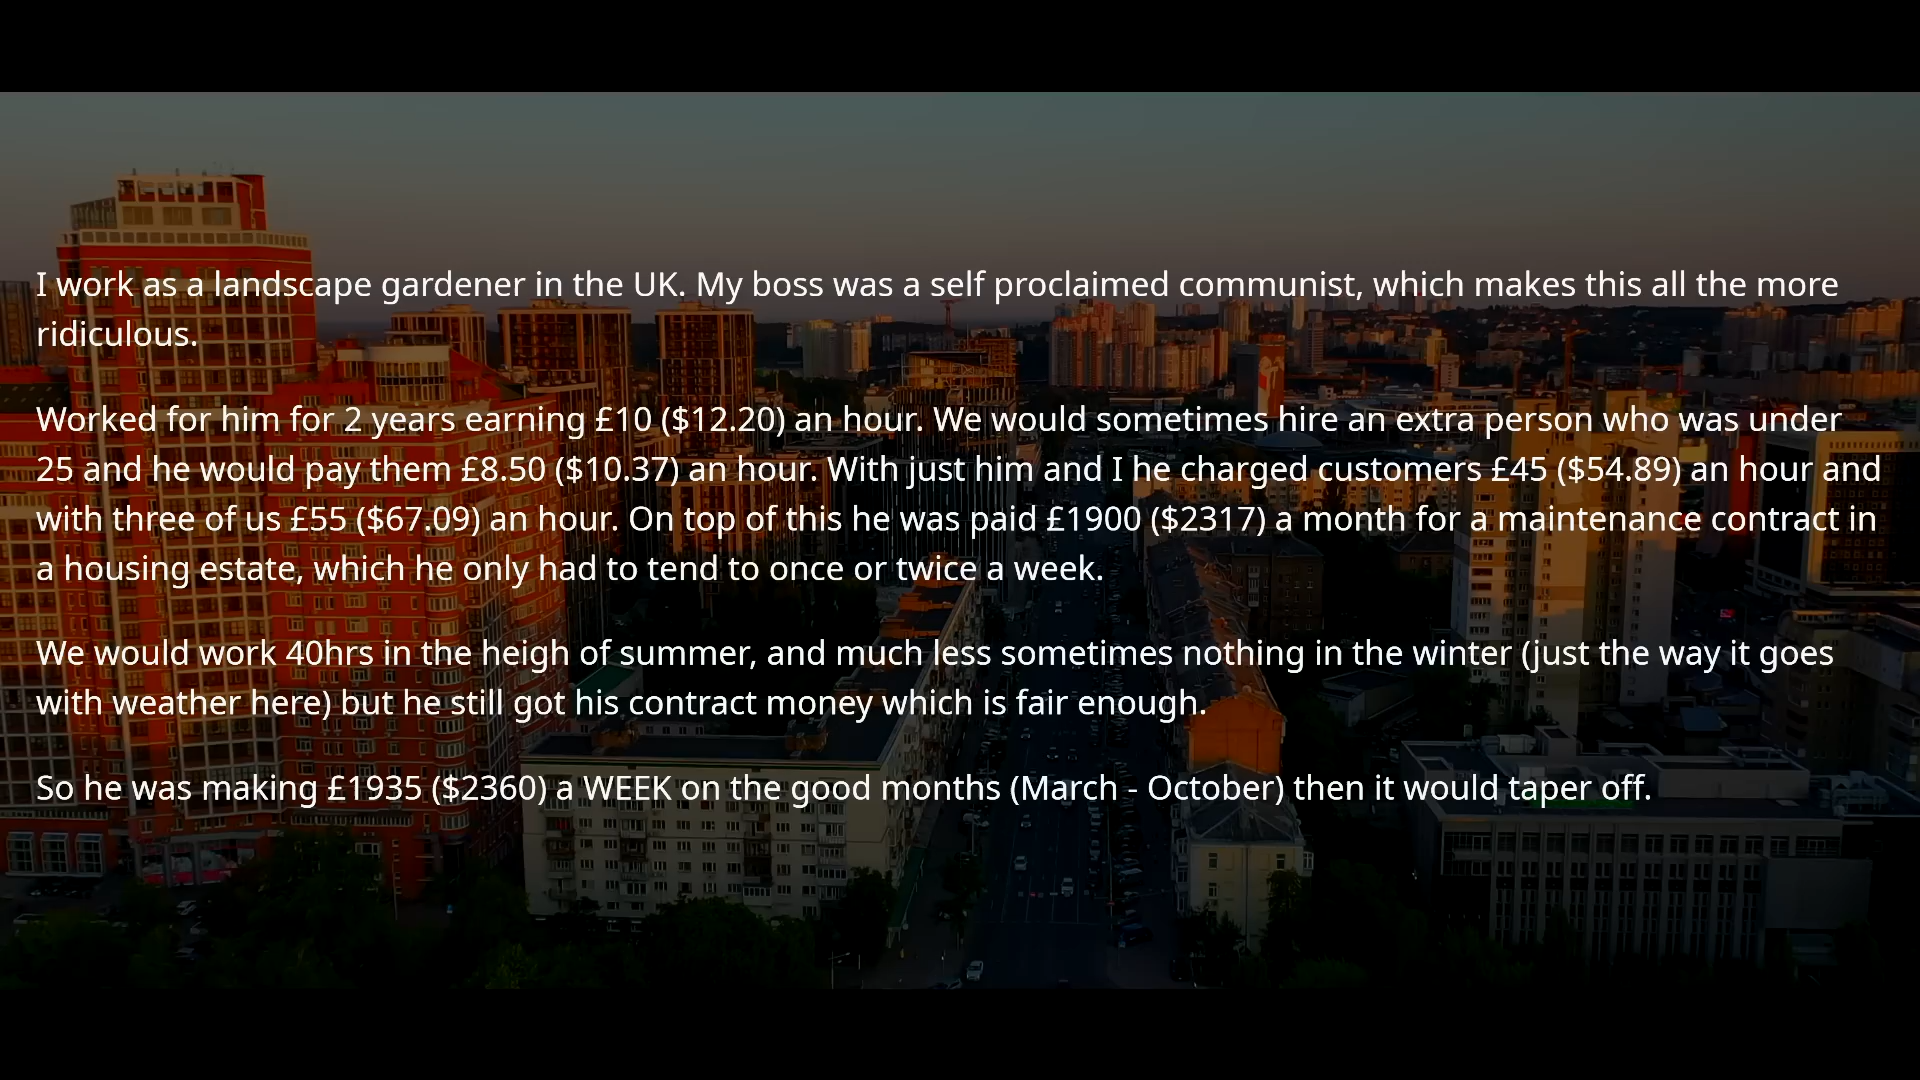 I work as a landscape gardener in the UK. My boss was a self proclaimed communist, which makes this all the more
ridiculous.
Worked for him for 2 years earning £10 ($12.20) an hour. We would sometimes hire an extra person who was under
25 and he would pay them £8.50 ($10.37) an hour. With just him and I he charged customers £45 ($54.89) an hour and
with three of us £55 ($67.09) an hour. On top of this he was paid £1900 ($2317) a month for a maintenance contract in
a housing estate, which he only had to tend to once or twice a week.
We would work 40hrs in the heigh of summer, and much less sometimes nothing in the winter (just the way it goes
with weather here) but he still got his contract money which is fair enough.
So he was making £1935 ($2360) a WEEK on the good months (March - October) then it would taper off.